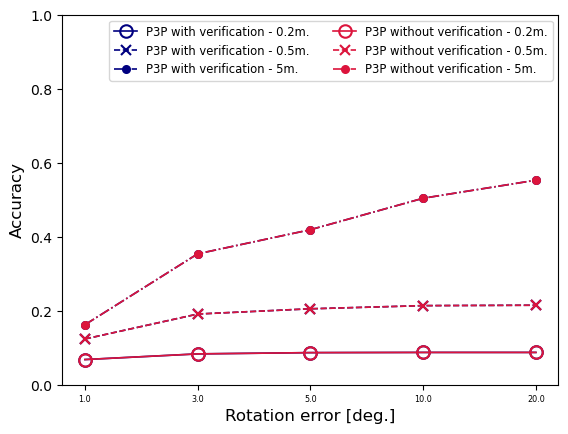 P3P with verification - 0.2m.
P3P with verification - 0.5m.
P3P with verification - 5m.
P3P without verification - 0.2m.
P3P without verification - 0.5m.
P3P without verification - 5m.
1.0
0.8
0.6
0.4
0.2
0.0
Accuracy
1.0 3.0 5.0 10.0 20.0
Rotation error [deg.]